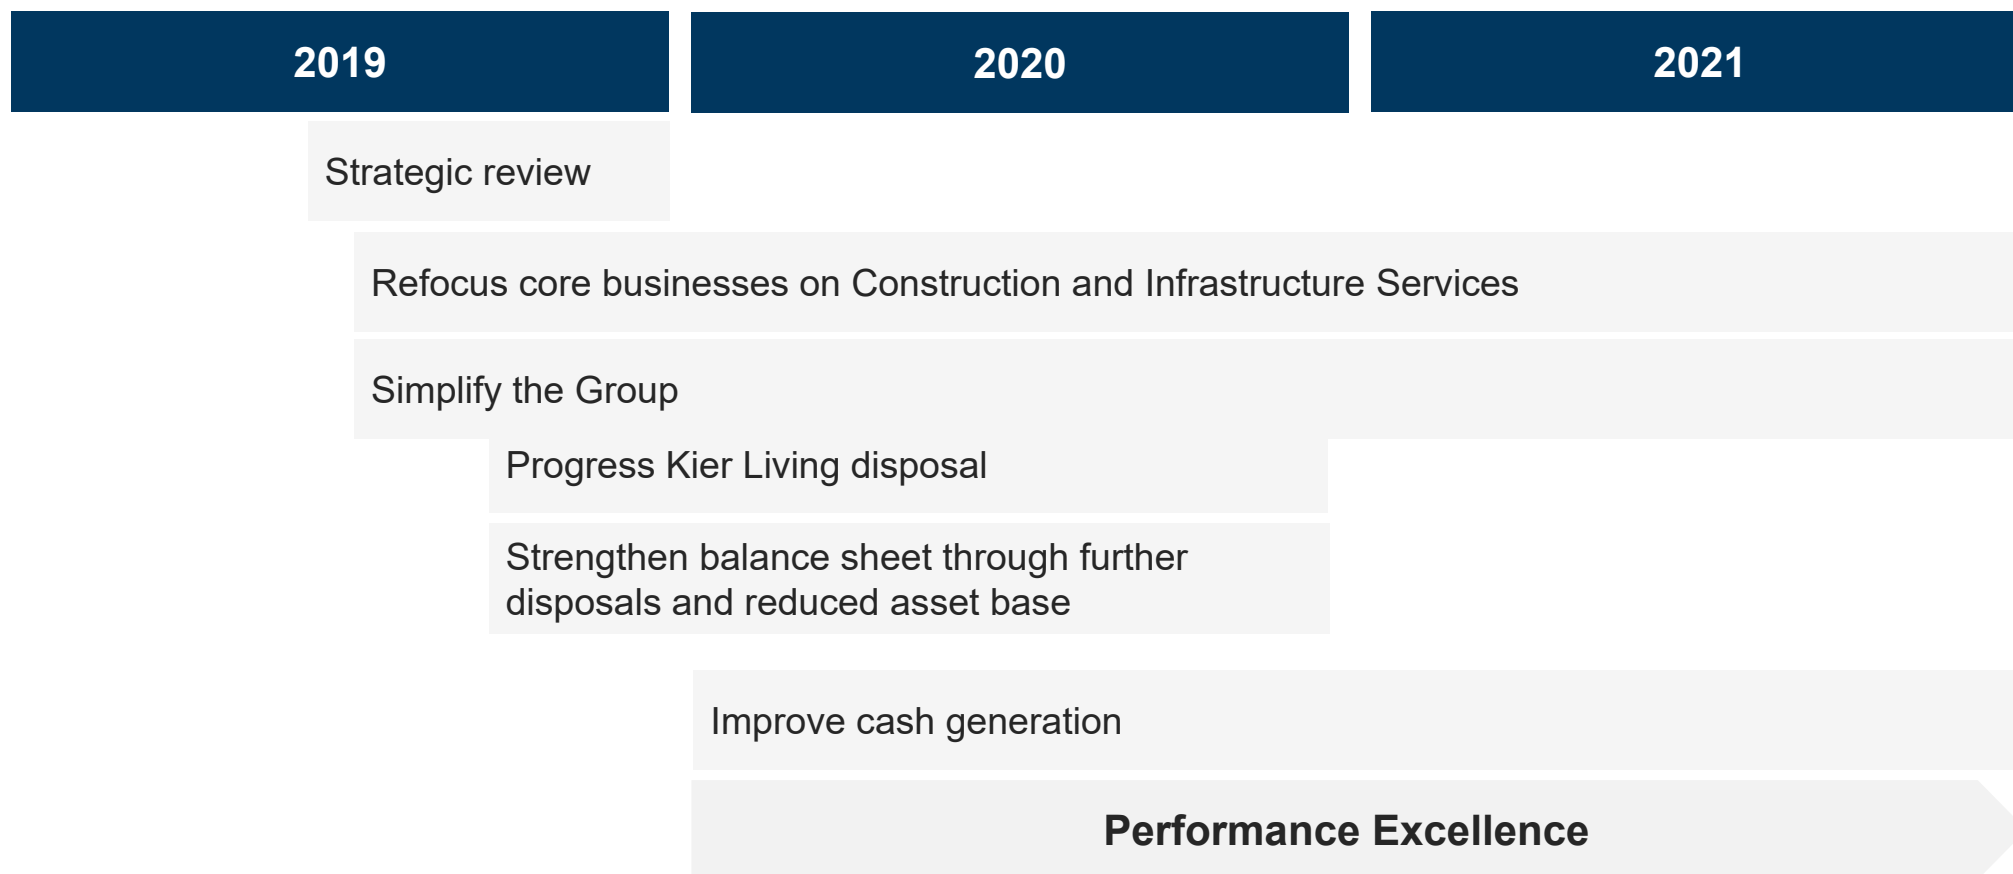 2019
2020
2021
Strategic review
Refocus core businesses on Construction and Infrastructure Services
Simplify the Group
Progress Kier Living disposal
Strengthen balance sheet through further
disposals and reduced asset base
Improve cash generation
Performance Excellence